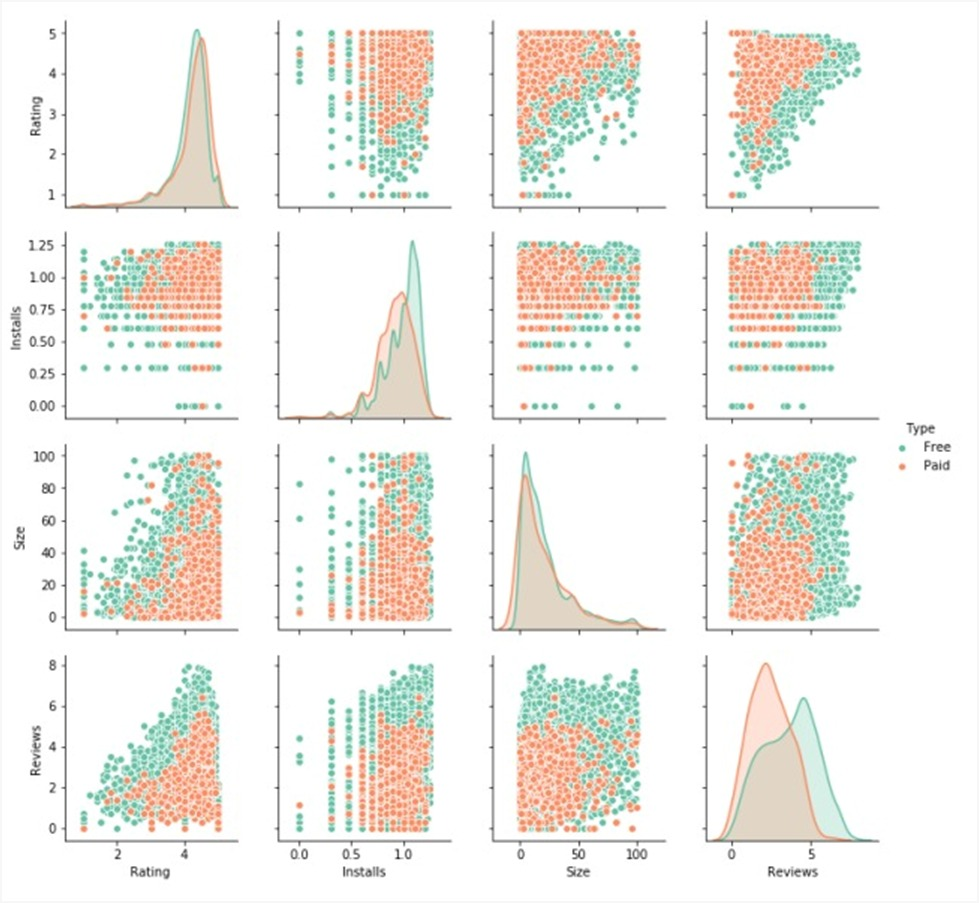 5
4
3
2
1
Rating
1.25
1.00
0.75
0.50
0.25
0.00
Installs
100
80
60
40
20
0
Size
8
6
4
2
0
Reviews
2 4
Rating
0.0 0.5 1.0
Installs
0 50 100
Size
0 5
Reviews
Type
Free
Paid